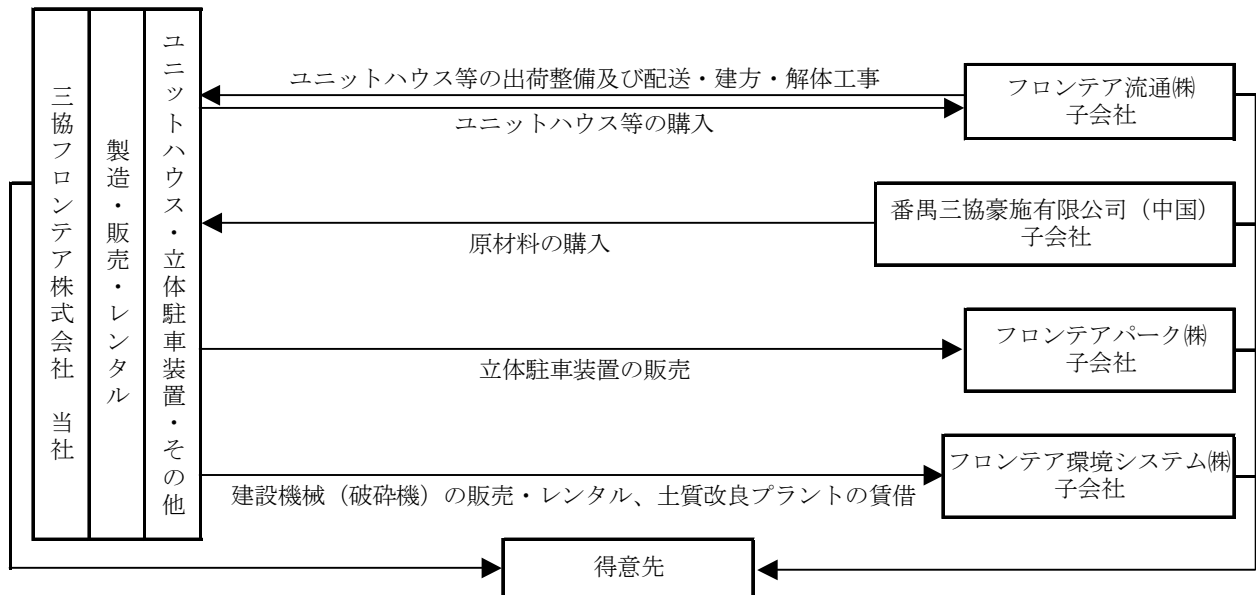 三協フロンテア株式会社 当社
製造・販売・レンタル
ユニットハウス・立体駐車装置・その他
ユニットハウス等の出荷整備及び配送・建方・解体工事
ユニットハウス等の購入
フロンテア流通㈱
子会社
原材料の購入
番禺三協豪施有限公司（中国）
子会社
立体駐車装置の販売
フロンテアパーク㈱
子会社
建設機械（破砕機）の販売・レンタル、土質改良プラントの賃借
フロンテア環境システム㈱
子会社
得意先